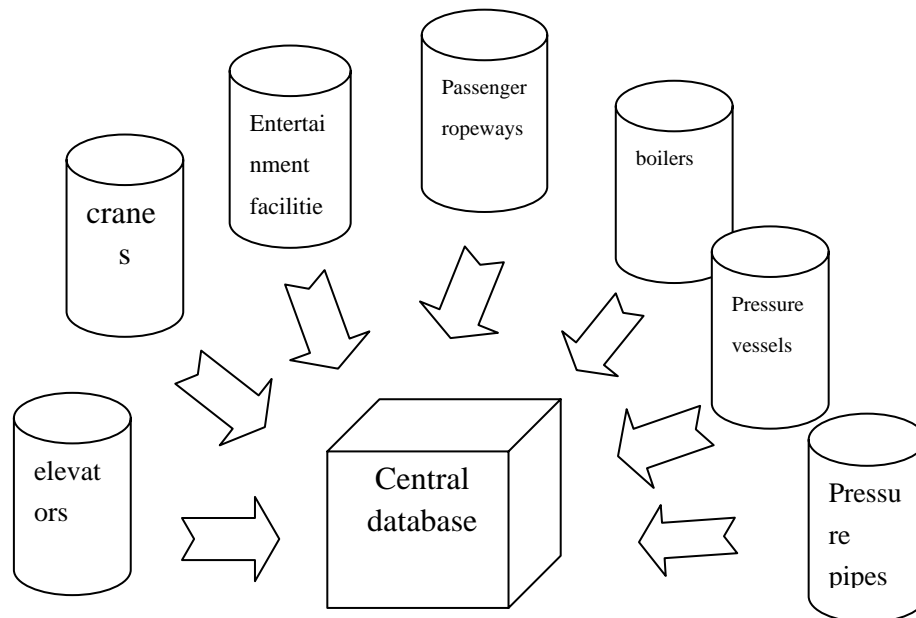 Passenger
ropeways
Entertai
nment
facilitie
boilers
crane
s
Pressure
vessels
elevat
ors
Central
database
Pressu
re
pipes